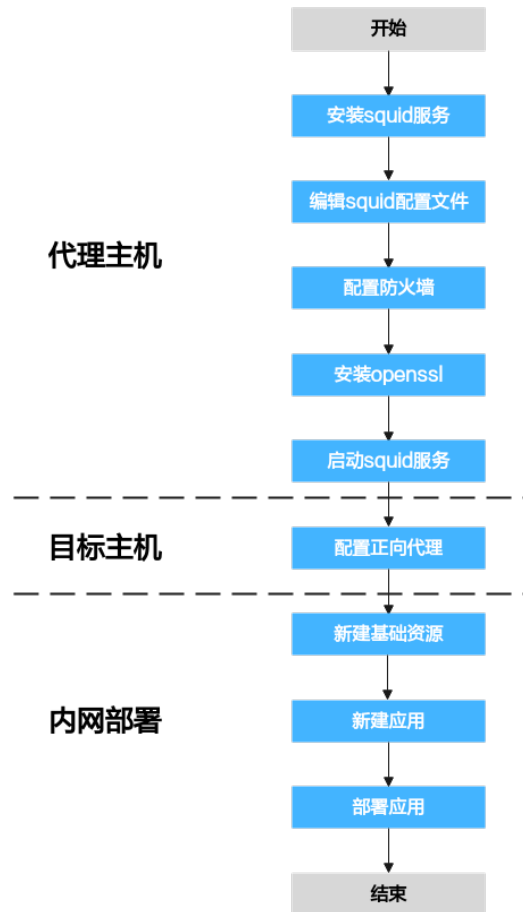 开始
安装squid服务
编辑squid配置文件
代理主机
配置防火墙
安装openssl
启动squid服务
目标主机
配置正向代理
新建基础资源
内网部署
新建应用
部署应用
结束